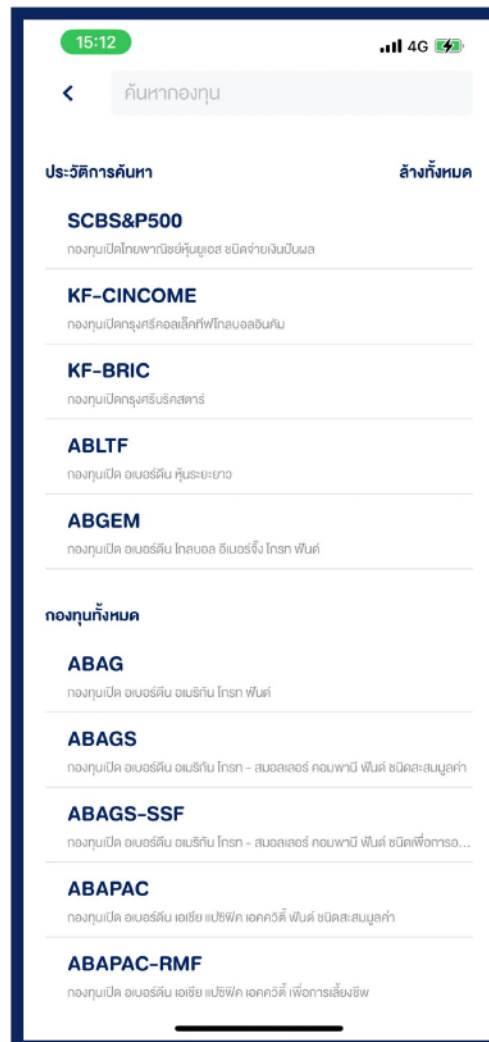 15:12
4G
ค้นหากองทุน
ประวัติการค้นหา ล้างทั้งหมด
SCBS&P500
กองทุนเปิดไทยพาณิชย์หุ้นยูเอส ชนิดจ่ายเงินปันผล
KF-CINCOME
กองทุนเปิดกรุงศรีคอลเล็คทีฟโกลบอลอินคัม
KF-BRIC
กองทุนเปิดกรุงศรีบริคสตาร์
ABLTF
กองทุนเปิด อเบอร์ดีน หุ้นระยะยาว
ABGEM
กองทุนเปิด อเบอร์ดีน โกลบอล อีเมอร์จิ้ง โกรท ฟันด์
กองทุนทั้งหมด
ABAG
กองทุนเปิด อเบอร์ดีน อเมริกัน โกรท ฟันด์
ABAGS
กองทุนเปิด อเบอร์ดีน อเมริกัน โกรท - สมอลเลอร์ คอมพานี ฟันด์ ชนิดสะสมมูลค่า
ABAGS-SSF
กองทุนเปิด อเบอร์ดีน อเมริกัน โกรท - สมอลเลอร์ คอมพานี ฟันด์ ชนิดเพื่อการอ...
ABAPAC
กองทุนเปิด อเบอร์ดีน เอเชีย แปซิฟิค เอคควิตี้ ฟันด์ ชนิดสะสมมูลค่า
ABAPAC-RMF
กองทุนเปิด อเบอร์ดีน เอเชีย แปซิฟิค เอคควิตี้ เพื่อการเลี้ยงชีพ